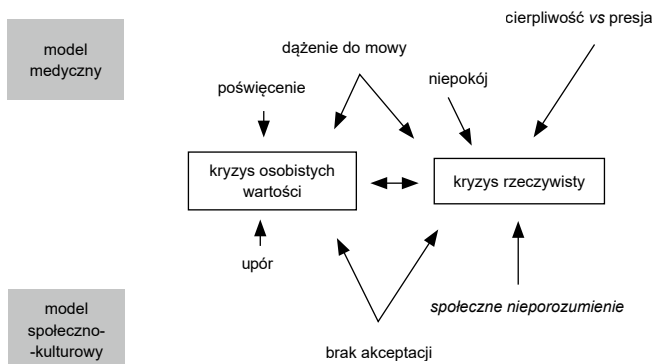 cierpliwość vs presja
model
medyczny
dążenie do mowy
poświęcenie
niepokój
kryzys osobistych
wartości
kryzys rzeczywisty
upór
model
społeczno-
-kulturowy
społeczne nieporozumienie
brak akceptacji